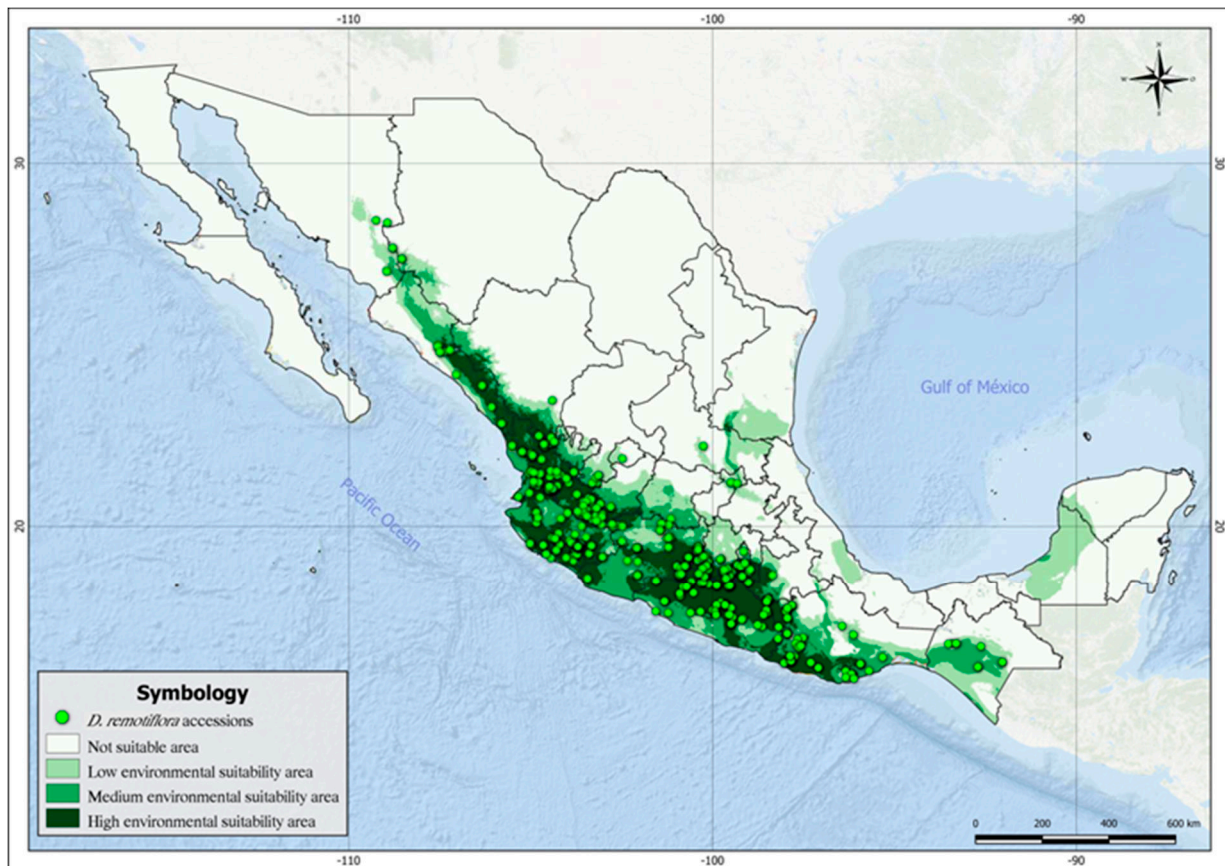 -110 -100 -90
N
W O
S
30 30
Gulf of México
Pacific Ocean
20 20
Symbology
D. remotiflora accessions
Not suitable area
Low environmental suitability area
Medium environmental suitability area
High environmental suitability area
0 200 400 600 km
-110 -100 -90